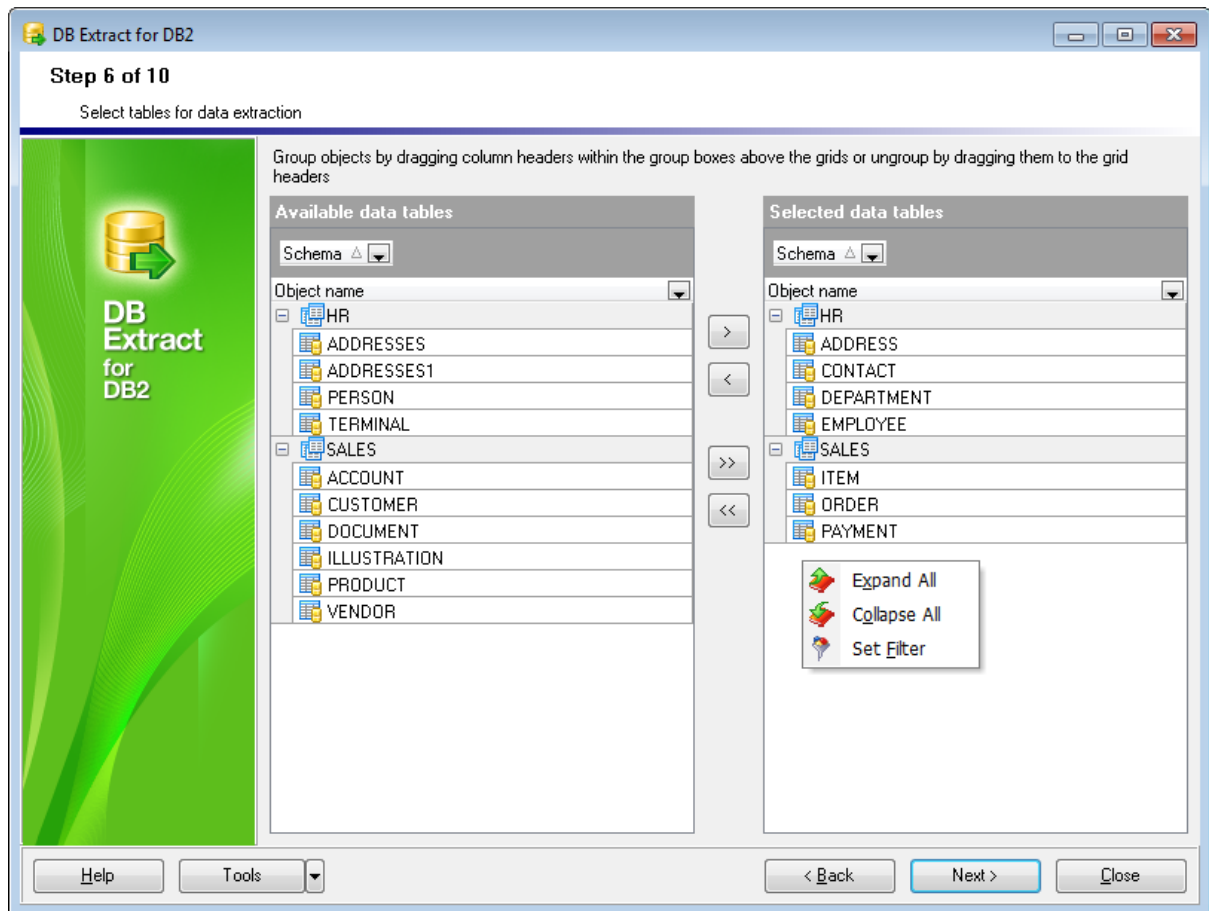 DB Extract for DB2
Step 6 of 10
Select tables for data extraction
DB
Extract
for
DB2
Group objects by dragging column headers within the group boxes above the grids or ungroup by dragging them to the grid
headers
Available data tables
Schema
Object name
HR
ADDRESSES
ADDRESSES1
PERSON
TERMINAL
SALES
ACCOUNT
CUSTOMER
DOCUMENT
ILLUSTRATION
PRODUCT
VENDOR
>
<
>>
<<
Selected data tables
Schema
Object name
HR
ADDRESS
CONTACT
DEPARTMENT
EMPLOYEE
SALES
ITEM
ORDER
PAYMENT
Expand All
Collapse All
Set Filter
Help
Tools
< Back
Next >
Close